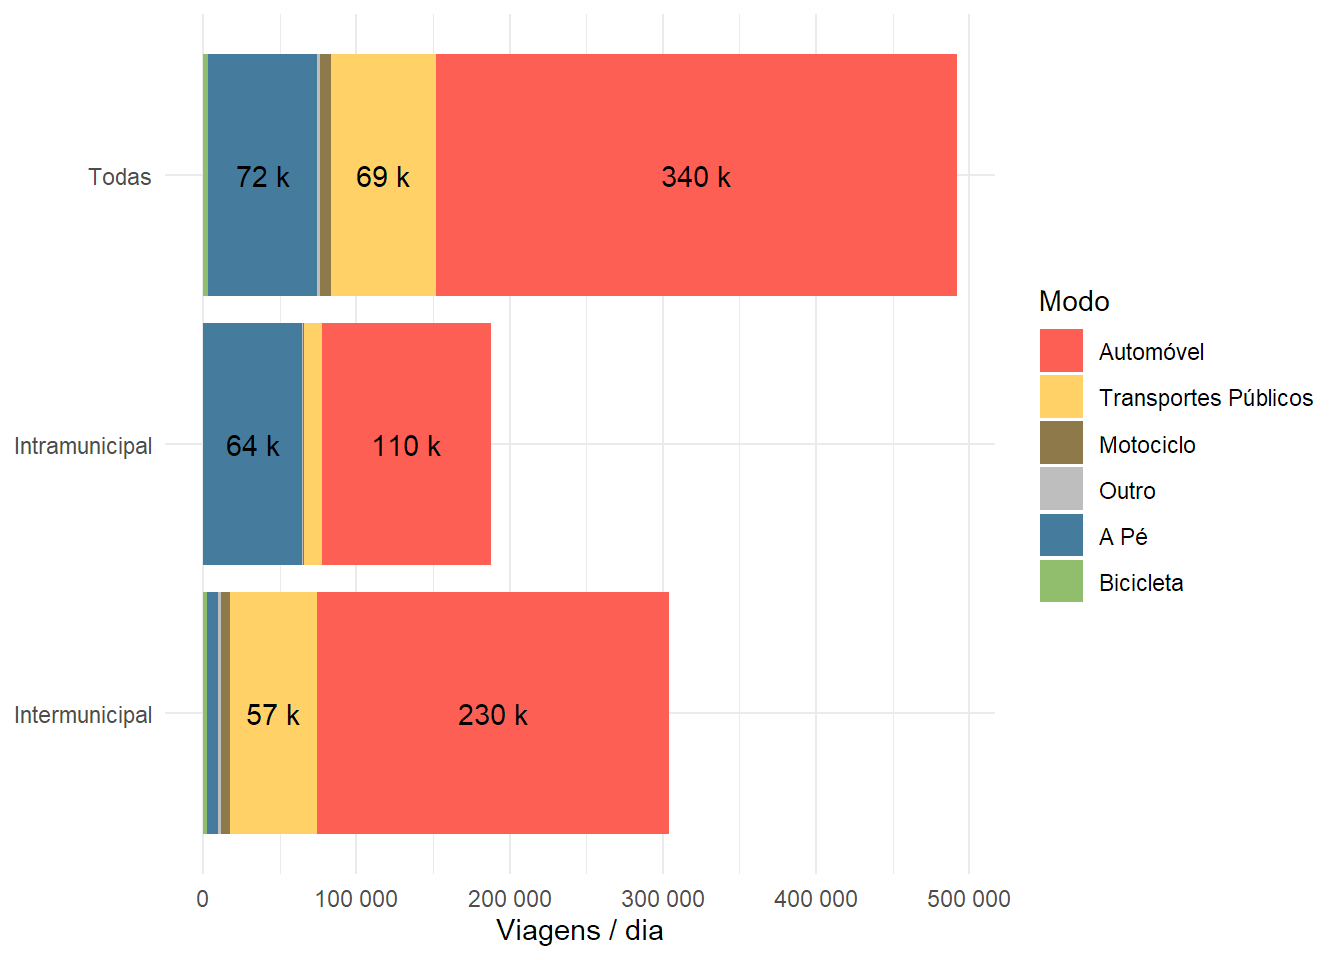 Todas
72 k
69 k
340 k
Intramunicipal
64 k
110 k
Intermunicipal
57 k
230 k
0
100 000
200 000
300 000
400 000
500 000
Viagens / dia
Modo
Automóvel
Transportes Públicos
Motociclo
Outro
A Pé
Bicicleta